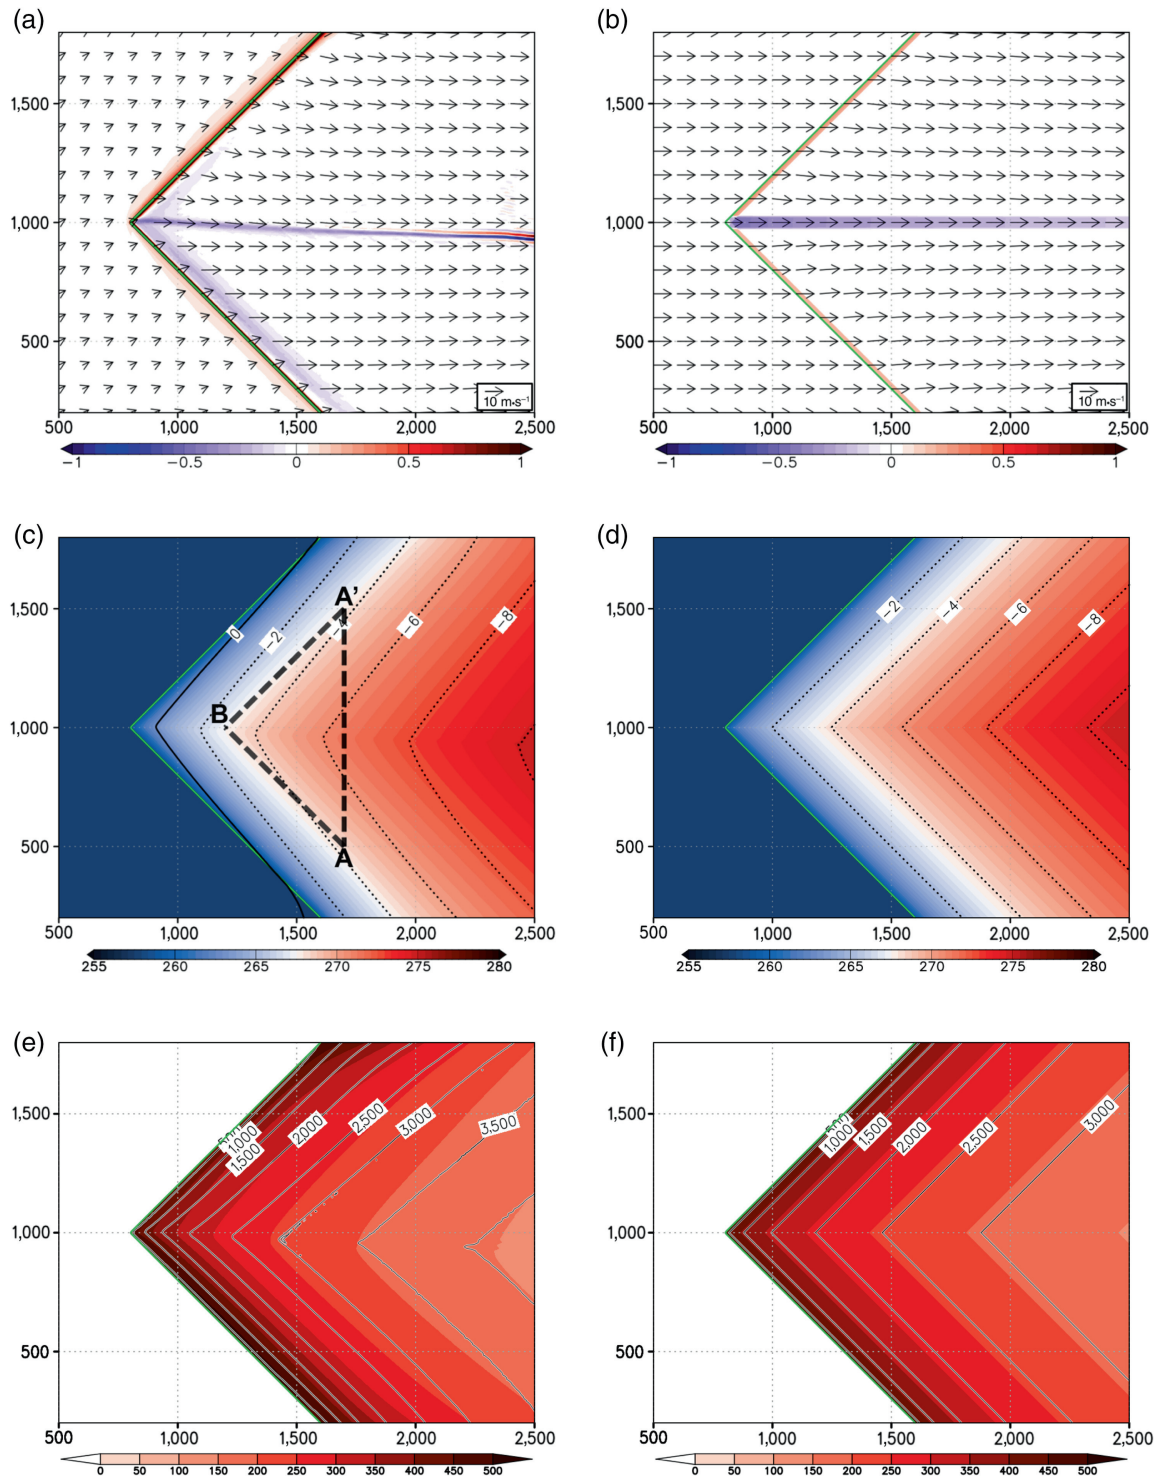 (a) (b)
1,500 1,500
1,000 1,000
500 500
10 m·s⁻¹ 10 m·s⁻¹
500 1,000 1,500 2,000 2,500 1,000 1,500 2,000 2,500
−1 −0.5 0 0.5 1 −1 −0.5 0 0.5 1
(c) (d)
1,500 A' 1,500
0 −2 −4 −6 −8 −2 −4 −6 −8
B
1,000 1,000
500 A 500
500 1,000 1,500 2,000 2,500 500 1,000 1,500 2,000 2,500
255 260 265 270 275 280 255 260 265 270 275 280
(e) (f)
1,500 1,500
500 1,000 1,500 2,000 2,500 3,000 3,500 500 1,000 1,500 2,000 2,500 3,000
1,000 1,000
500 500
500 1,000 1,500 2,000 2,500 500 1,000 1,500 2,000 2,500
0 50 100 150 200 250 300 350 400 450 500 0 50 100 150 200 250 300 350 400 450 500